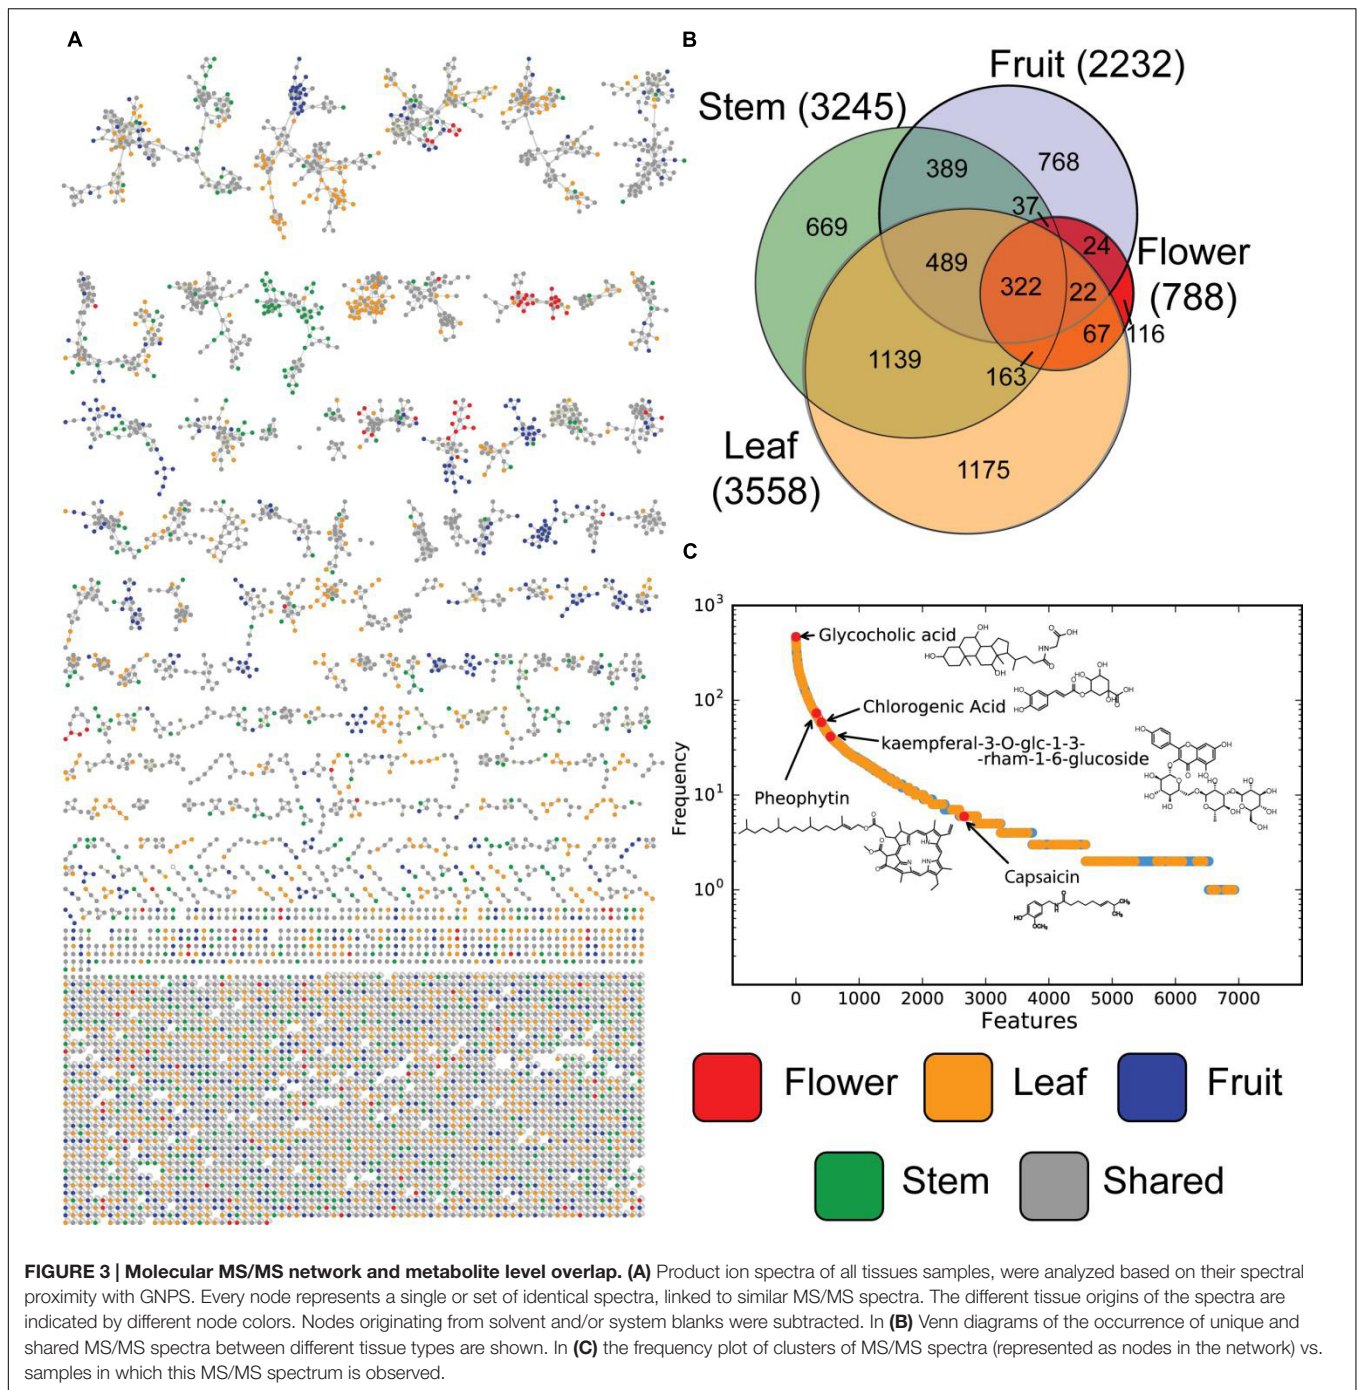 A
B
Fruit (2232)
Stem (3245)
389
768
37
669
24
Flower
(788)
489
322
22
67
116
1139
163
Leaf
(3558)
1175
C
10³
10²
10¹
10⁰
Frequency
Glycocholic acid
Chlorogenic Acid
kaempferal-3-O-glc-1-3-
-rham-1-6-glucoside
Pheophytin
Capsaicin
0 1000 2000 3000 4000 5000 6000 7000
Features
Flower Leaf Fruit
Stem Shared
FIGURE 3 | Molecular MS/MS network and metabolite level overlap. (A) Product ion spectra of all tissues samples, were analyzed based on their spectral
proximity with GNPS. Every node represents a single or set of identical spectra, linked to similar MS/MS spectra. The different tissue origins of the spectra are
indicated by different node colors. Nodes originating from solvent and/or system blanks were subtracted. In (B) Venn diagrams of the occurrence of unique and
shared MS/MS spectra between different tissue types are shown. In (C) the frequency plot of clusters of MS/MS spectra (represented as nodes in the network) vs.
samples in which this MS/MS spectrum is observed.